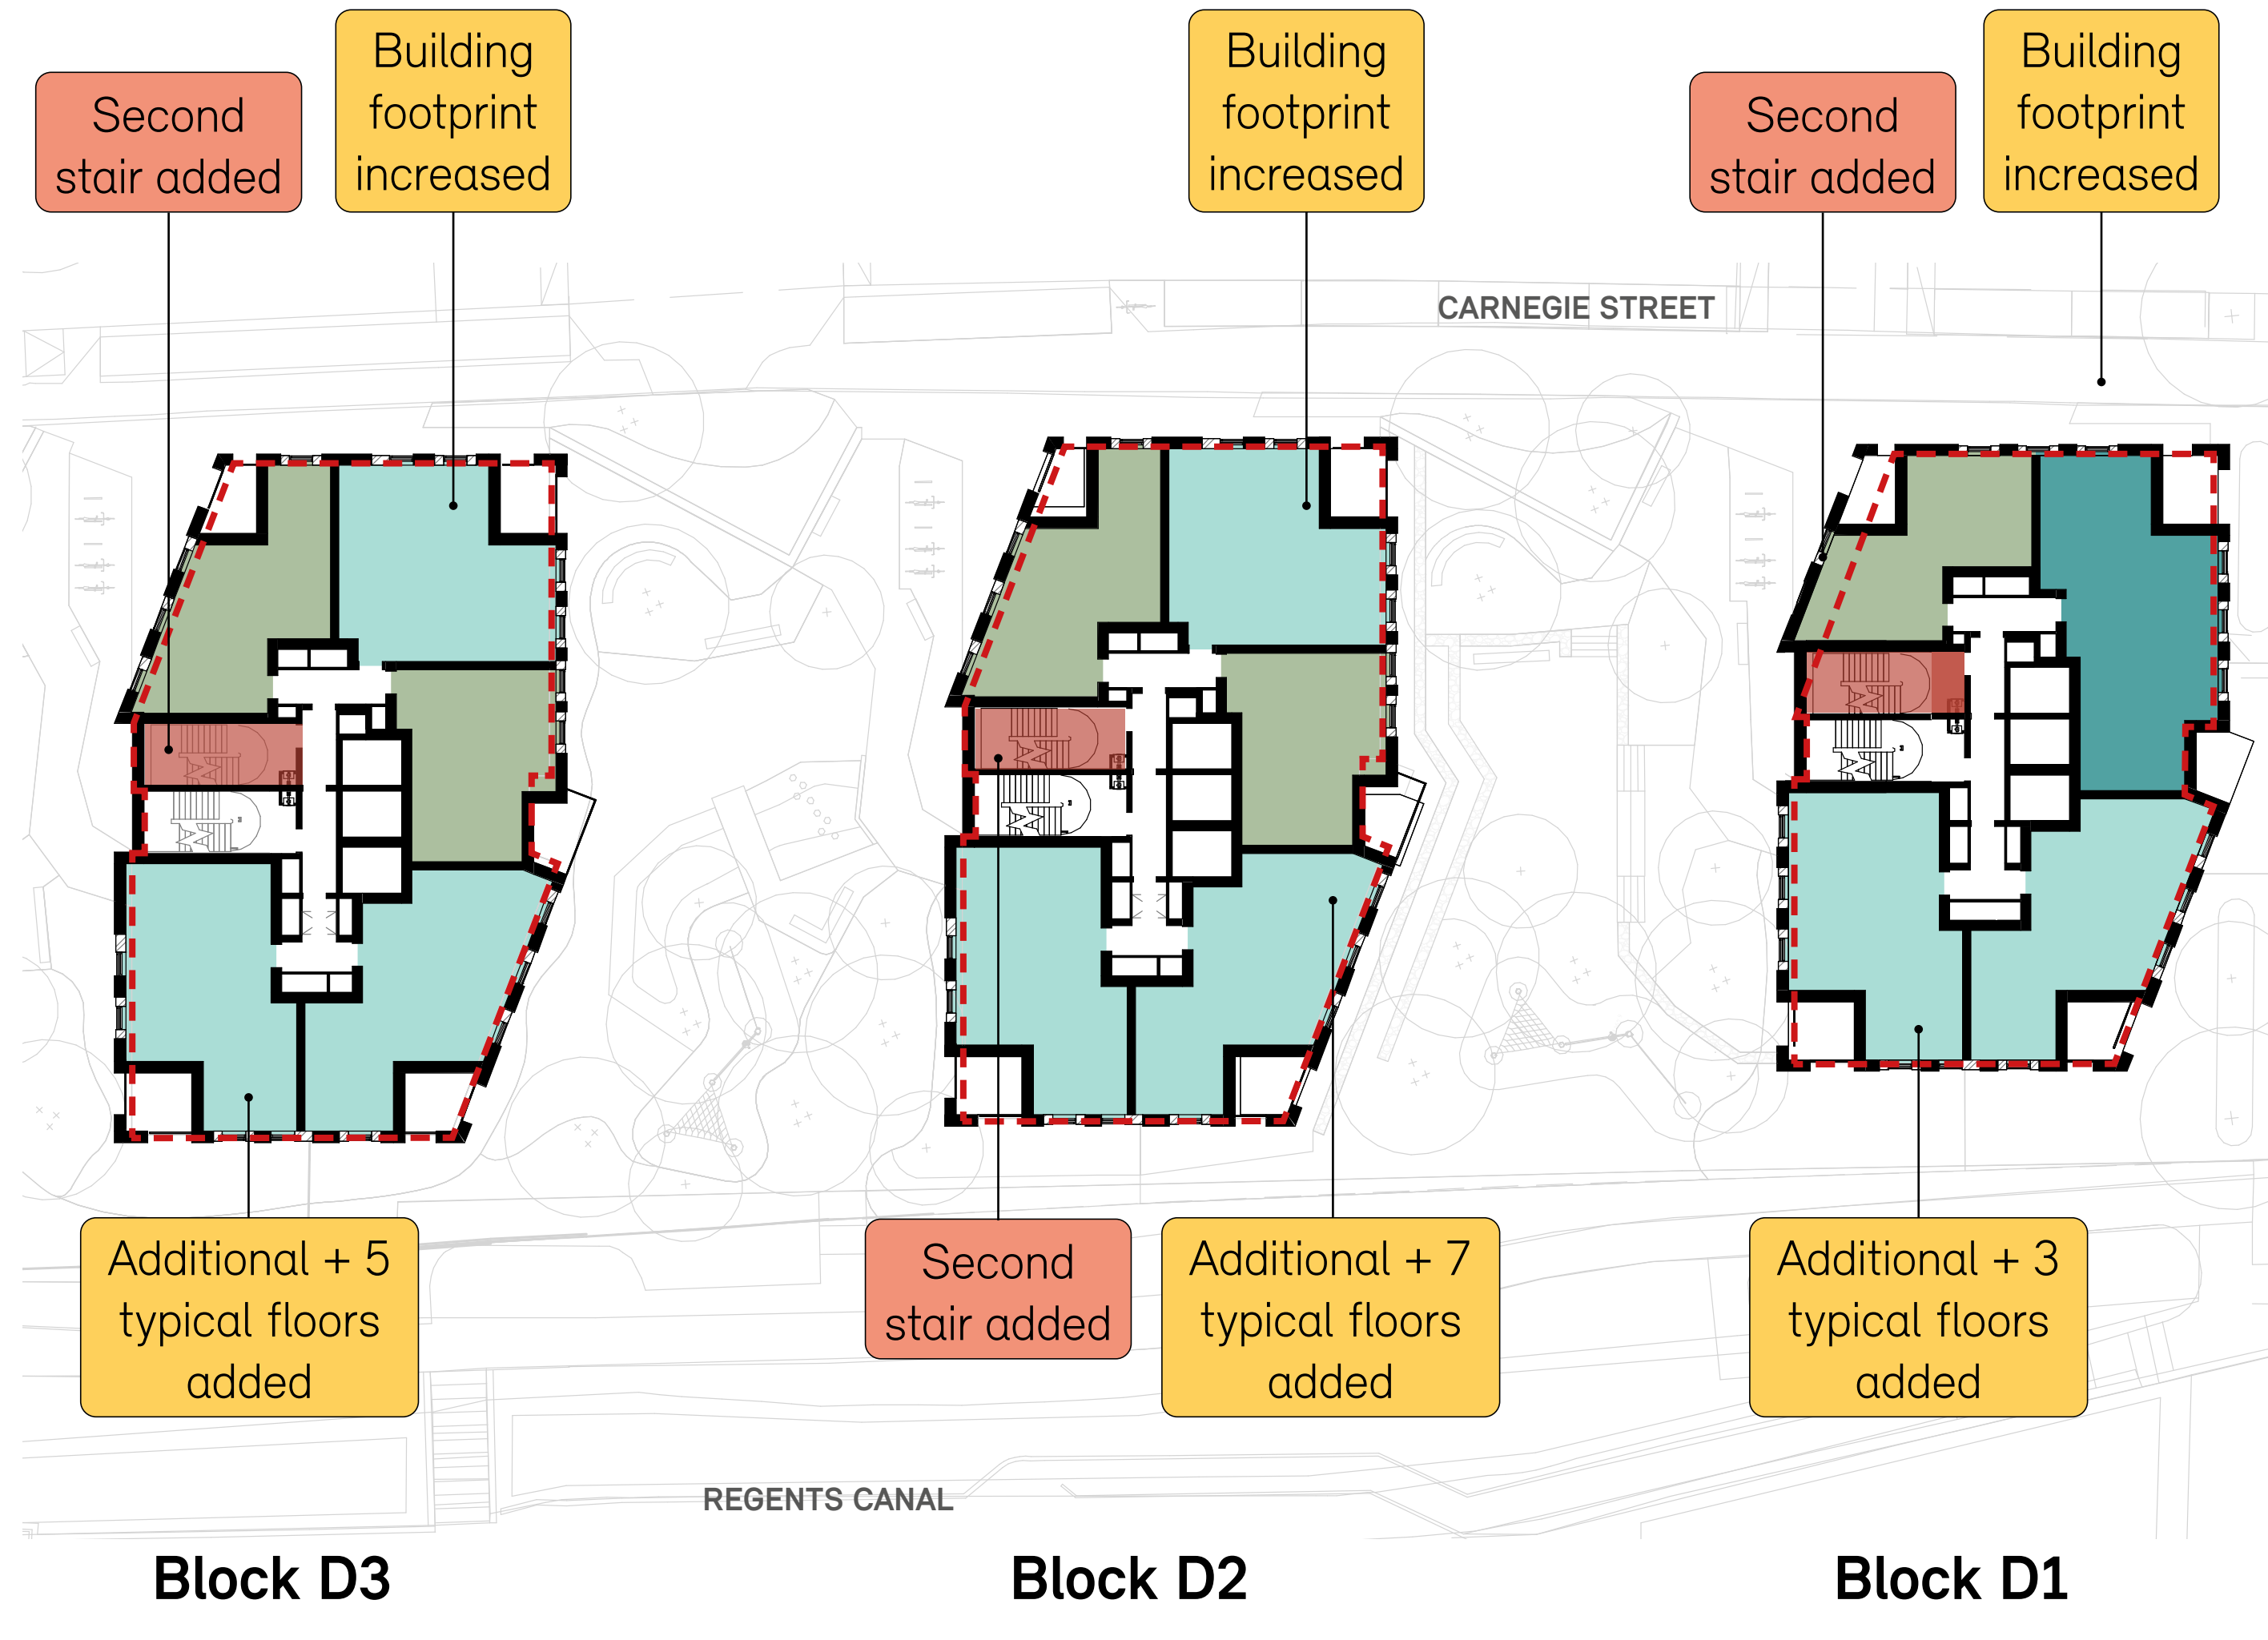 Second
stair added
Building
footprint
increased
Building
footprint
increased
Second
stair added
Building
footprint
increased
CARNEGIE STREET
Additional + 5
typical floors
added
Second
stair added
Additional + 7
typical floors
added
Additional + 3
typical floors
added
REGENTS CANAL
Block D3
Block D2
Block D1